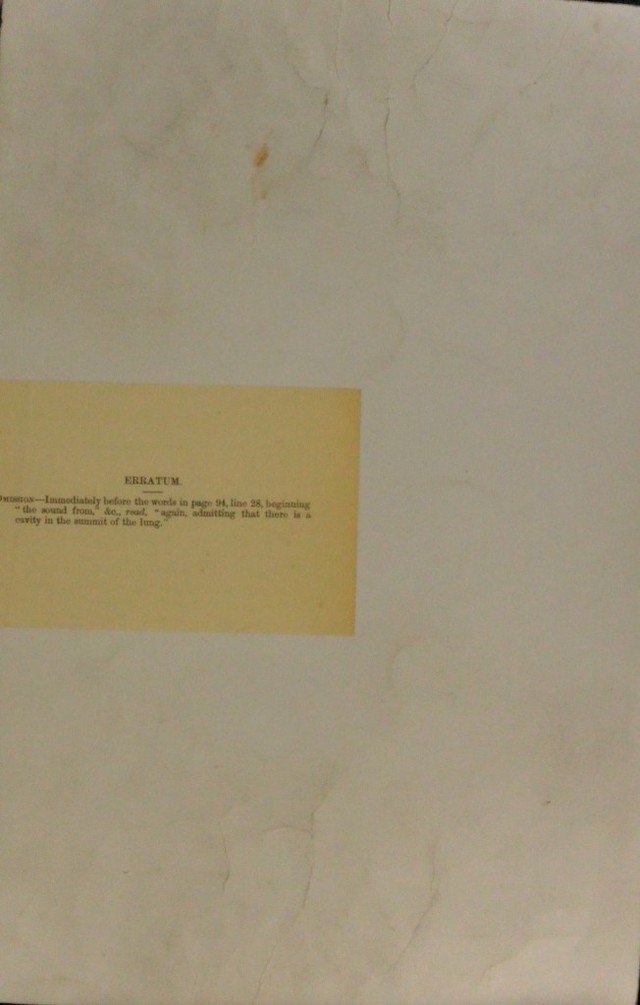 ERRATUM.
OMISSION—Immediately before the words in page 94, line 28, beginning
"the sound from," &c., read, "again, admitting that there is a
cavity in the summit of the lung."